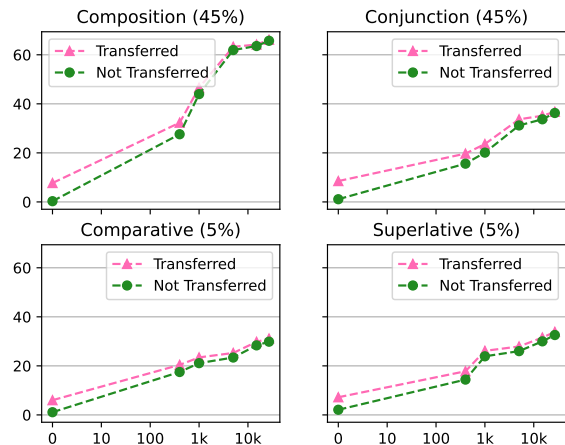 Composition (45%)
Conjunction (45%)
60
40
20
0
Transferred
Not Transferred
Transferred
Not Transferred
Comparative (5%)
Superlative (5%)
60
40
20
0
Transferred
Not Transferred
Transferred
Not Transferred
0 10 100 1k 10k
0 10 100 1k 10k